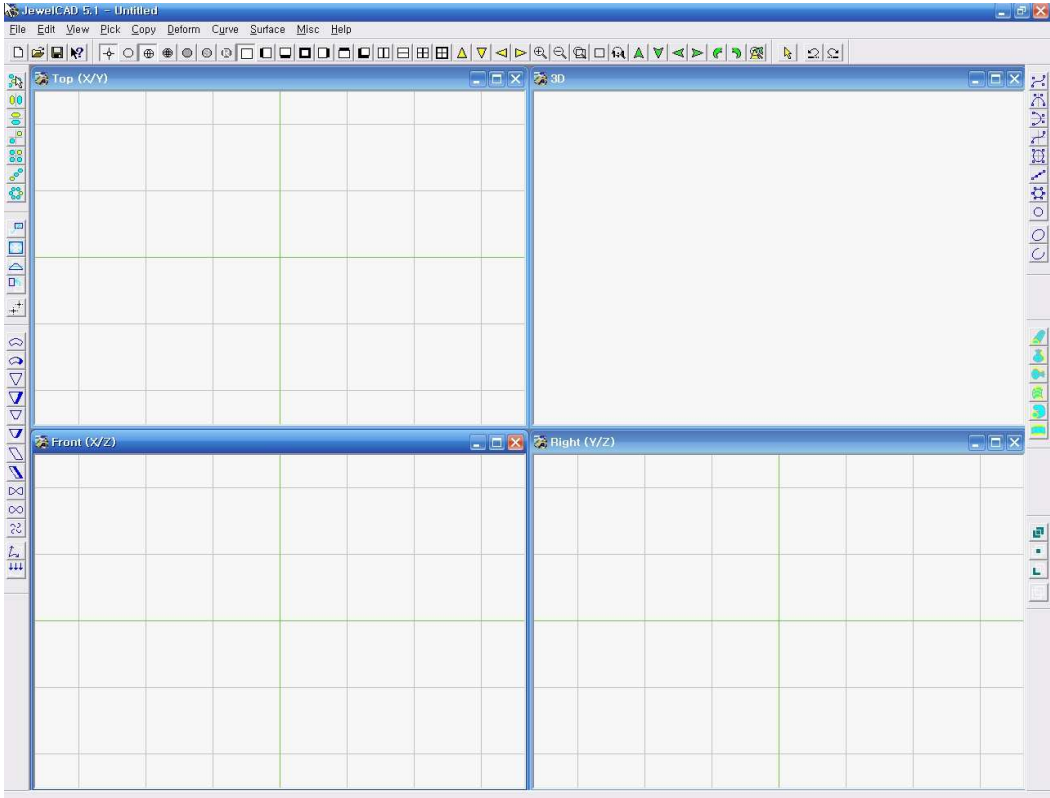 JewelCAD 5.1 - Untitled
File Edit View Pick Copy Deform Curve Surface Misc Help
Top (X/Y)
3D
Front (X/Z)
Right (Y/Z)